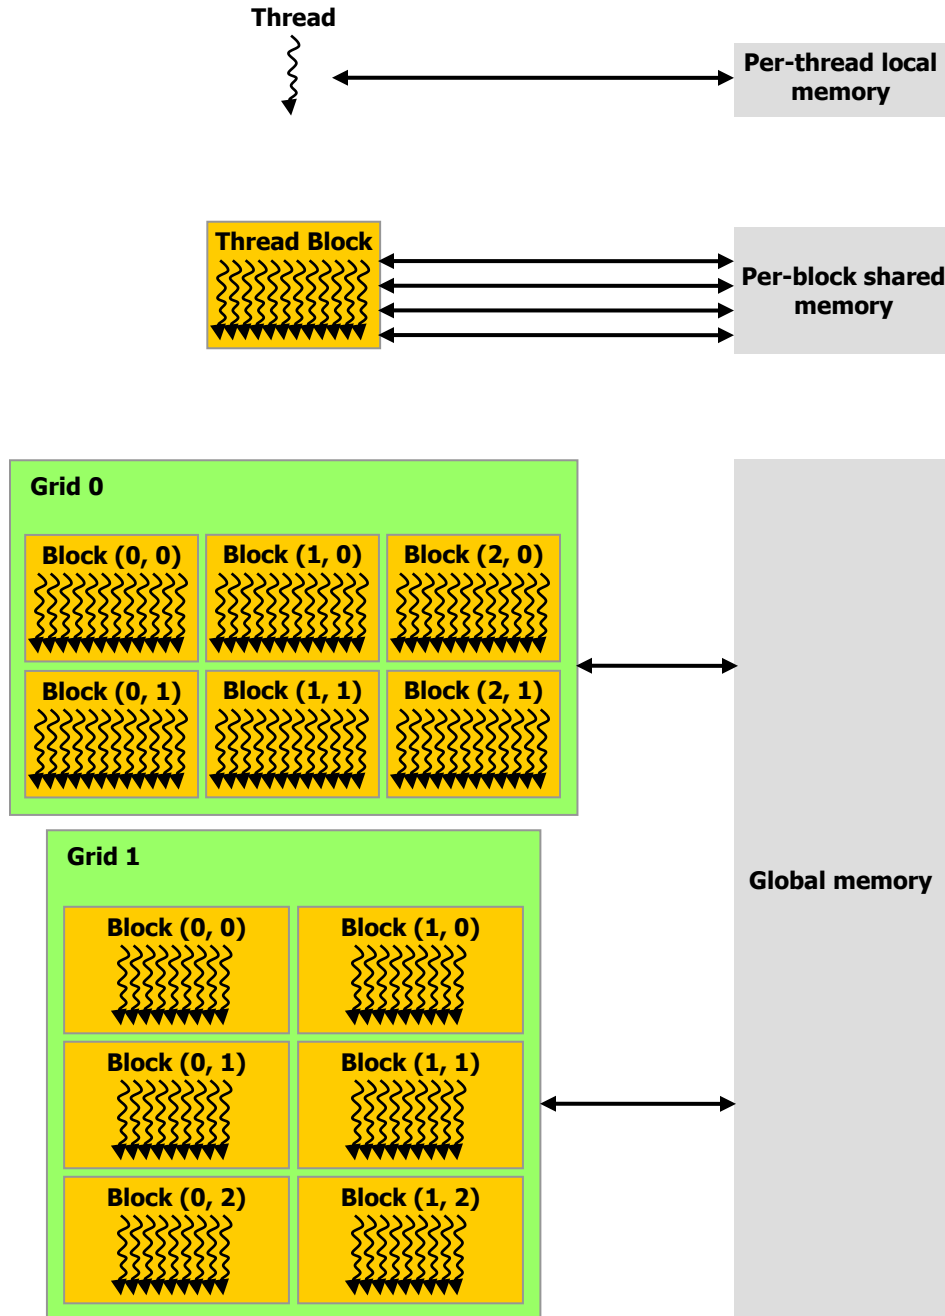 Thread
Per-thread local
memory
Thread Block
Per-block shared
memory
Grid 0
Block (0, 0)
Block (1, 0)
Block (2, 0)
Block (0, 1)
Block (1, 1)
Block (2, 1)
Grid 1
Global memory
Block (0, 0)
Block (1, 0)
Block (0, 1)
Block (1, 1)
Block (0, 2)
Block (1, 2)